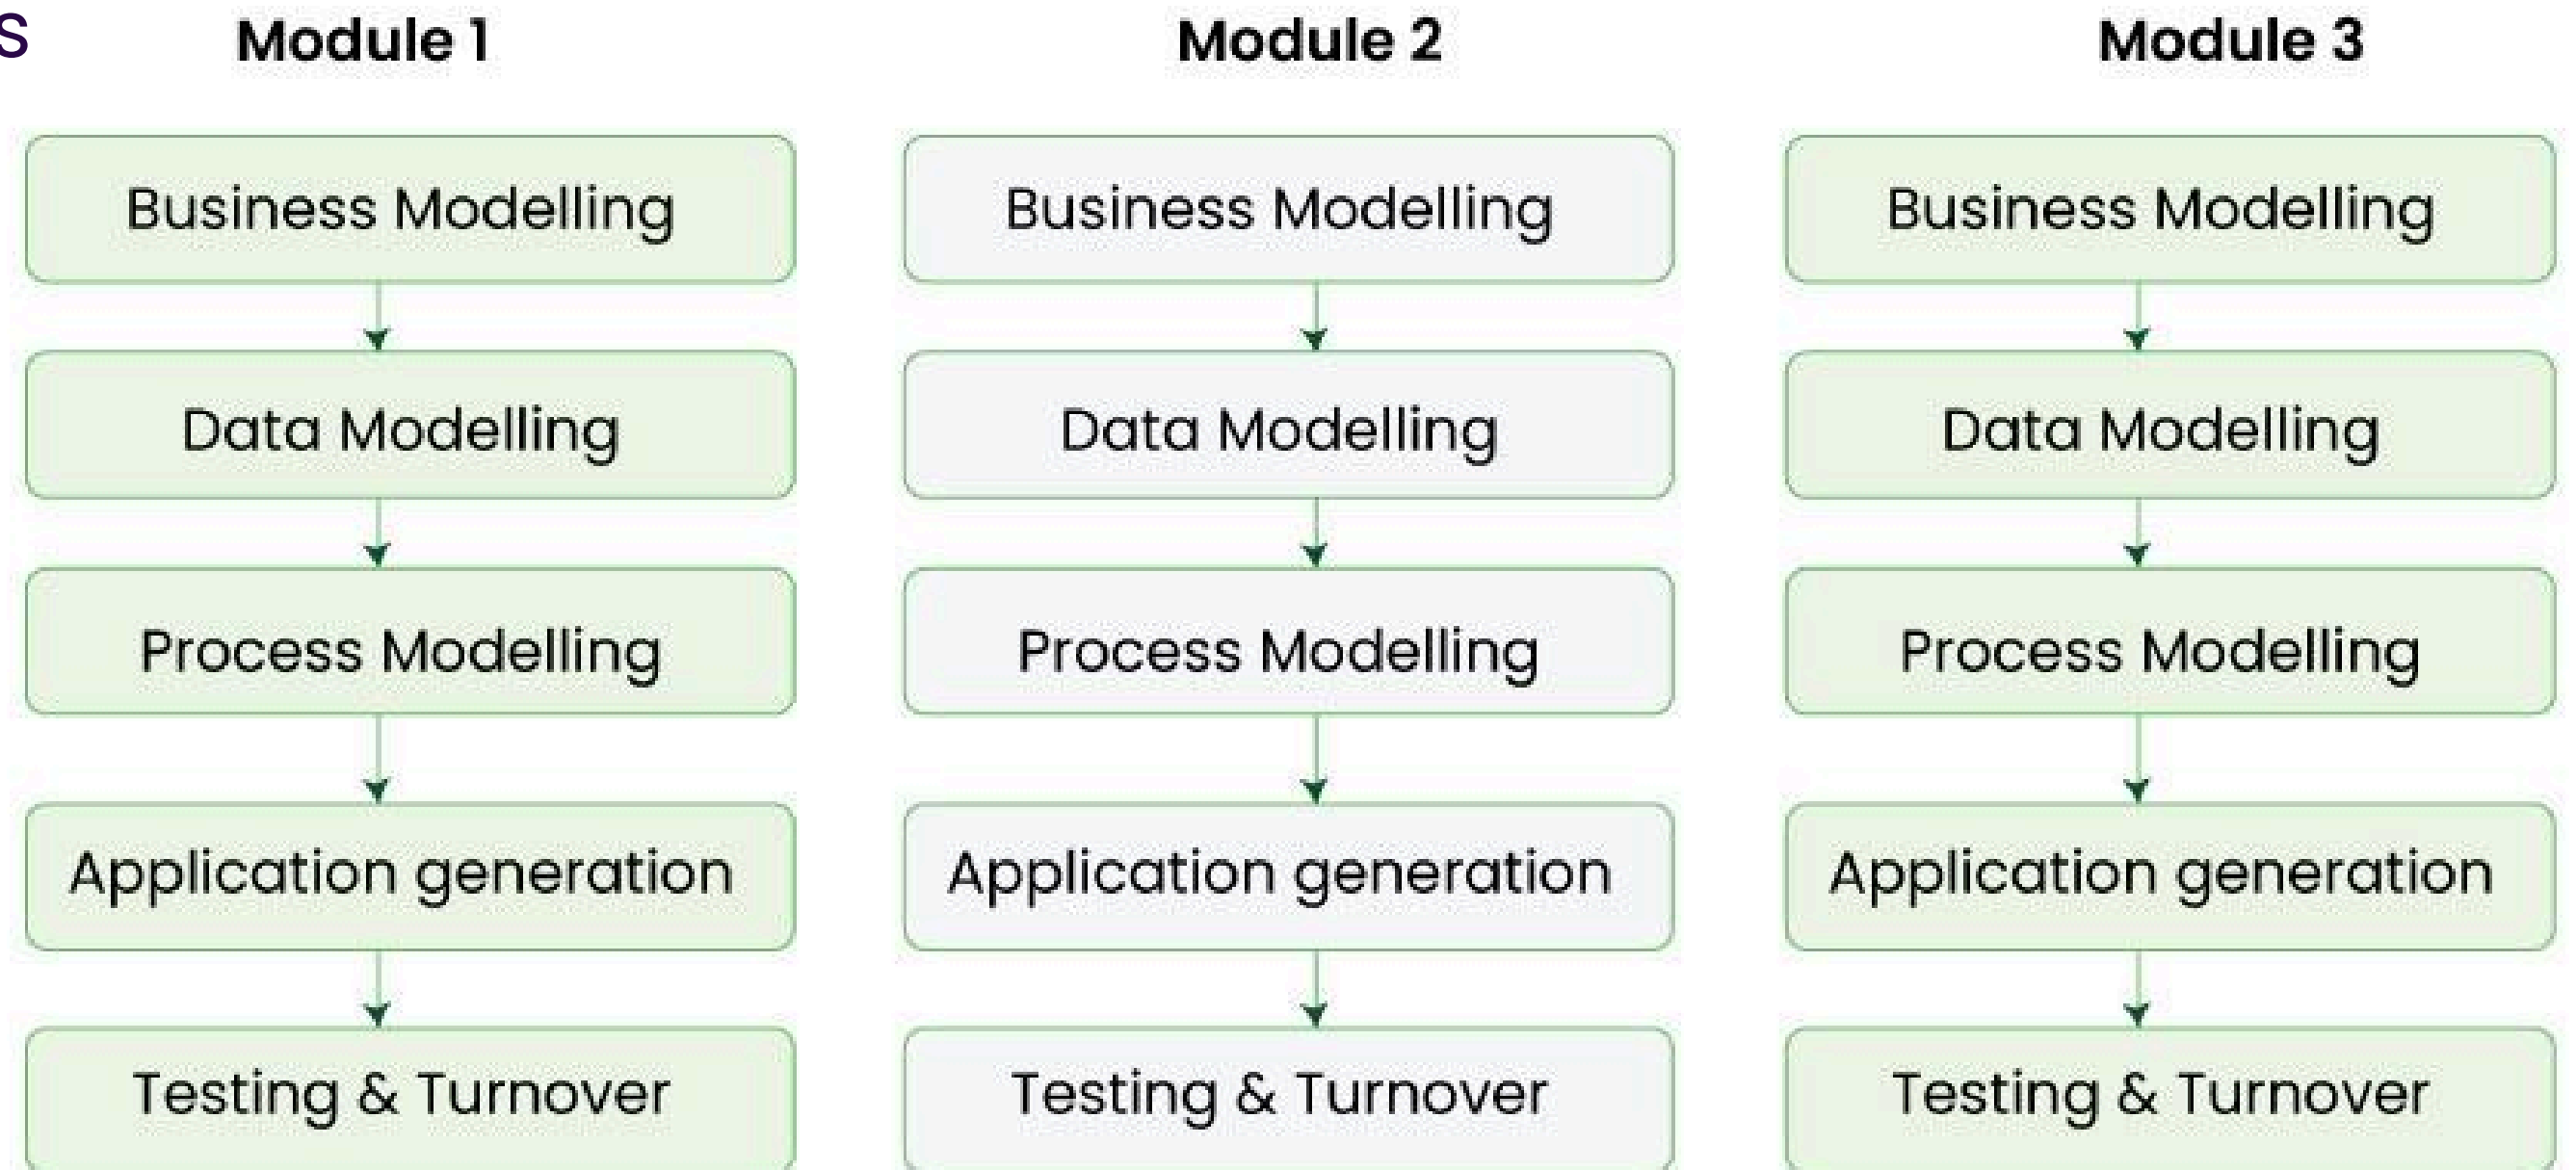 s
Module 1
Module 2
Module 3
Business Modelling
Business Modelling
Business Modelling
Data Modelling
Data Modelling
Data Modelling
Process Modelling
Process Modelling
Process Modelling
Application generation
Application generation
Application generation
Testing & Turnover
Testing & Turnover
Testing & Turnover